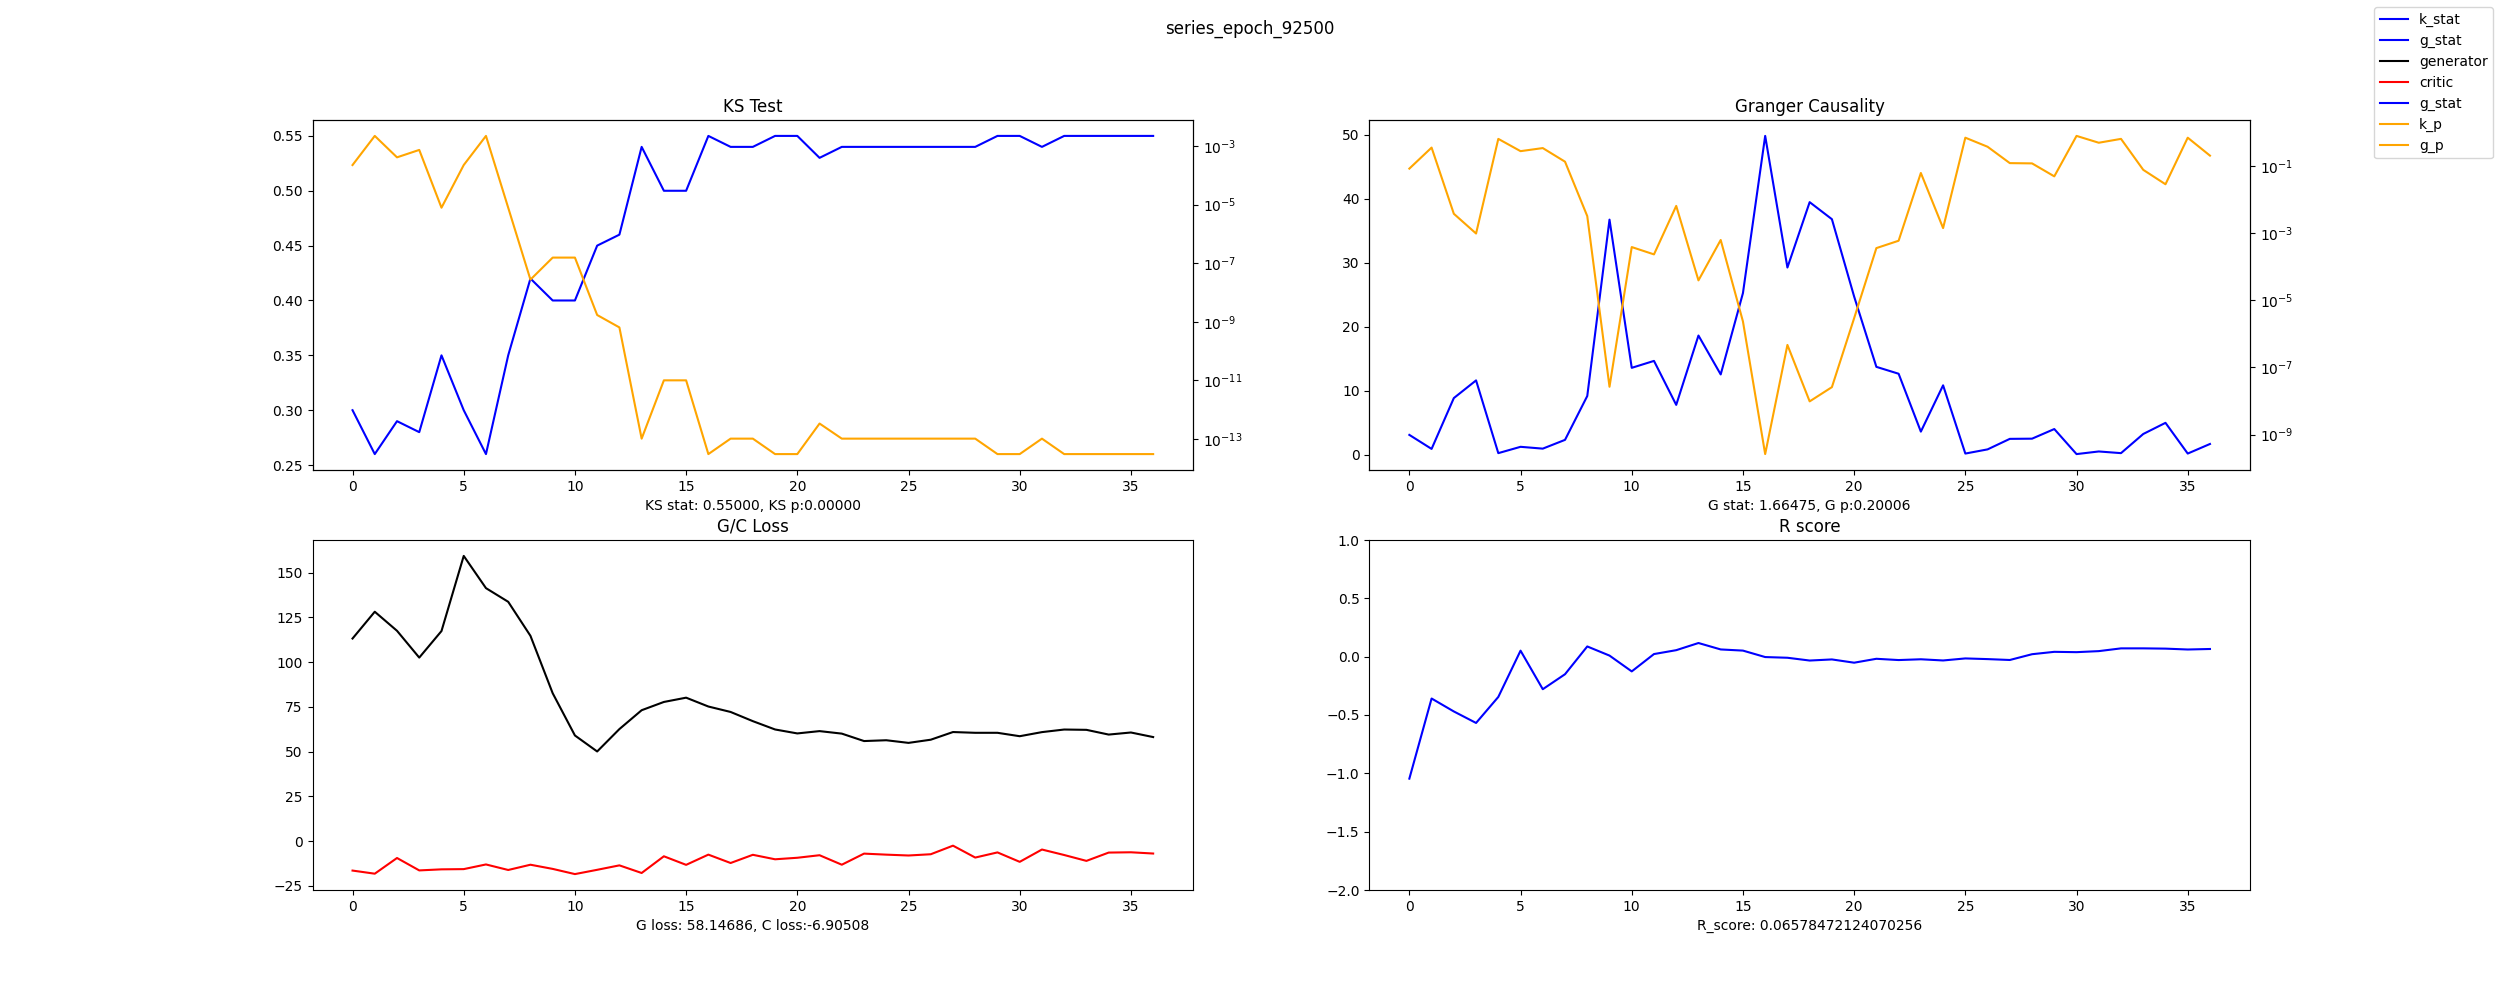 series_epoch_92500
k_stat
g_stat
generator
critic
g_stat
k_p
g_p
KS Test
0.55
0.50
0.45
0.40
0.35
0.30
0.25
10⁻³
10⁻⁵
10⁻⁷
10⁻⁹
10⁻¹¹
10⁻¹³
0 5 10 15 20 25 30 35
KS stat: 0.55000, KS p:0.00000
Granger Causality
50
40
30
20
10
0
10⁻¹
10⁻³
10⁻⁵
10⁻⁷
10⁻⁹
0 5 10 15 20 25 30 35
G stat: 1.66475, G p:0.20006
G/C Loss
150
125
100
75
50
25
0
−25
0 5 10 15 20 25 30 35
G loss: 58.14686, C loss:-6.90508
R score
1.0
0.5
0.0
−0.5
−1.0
−1.5
−2.0
0 5 10 15 20 25 30 35
R_score: 0.06578472124070256